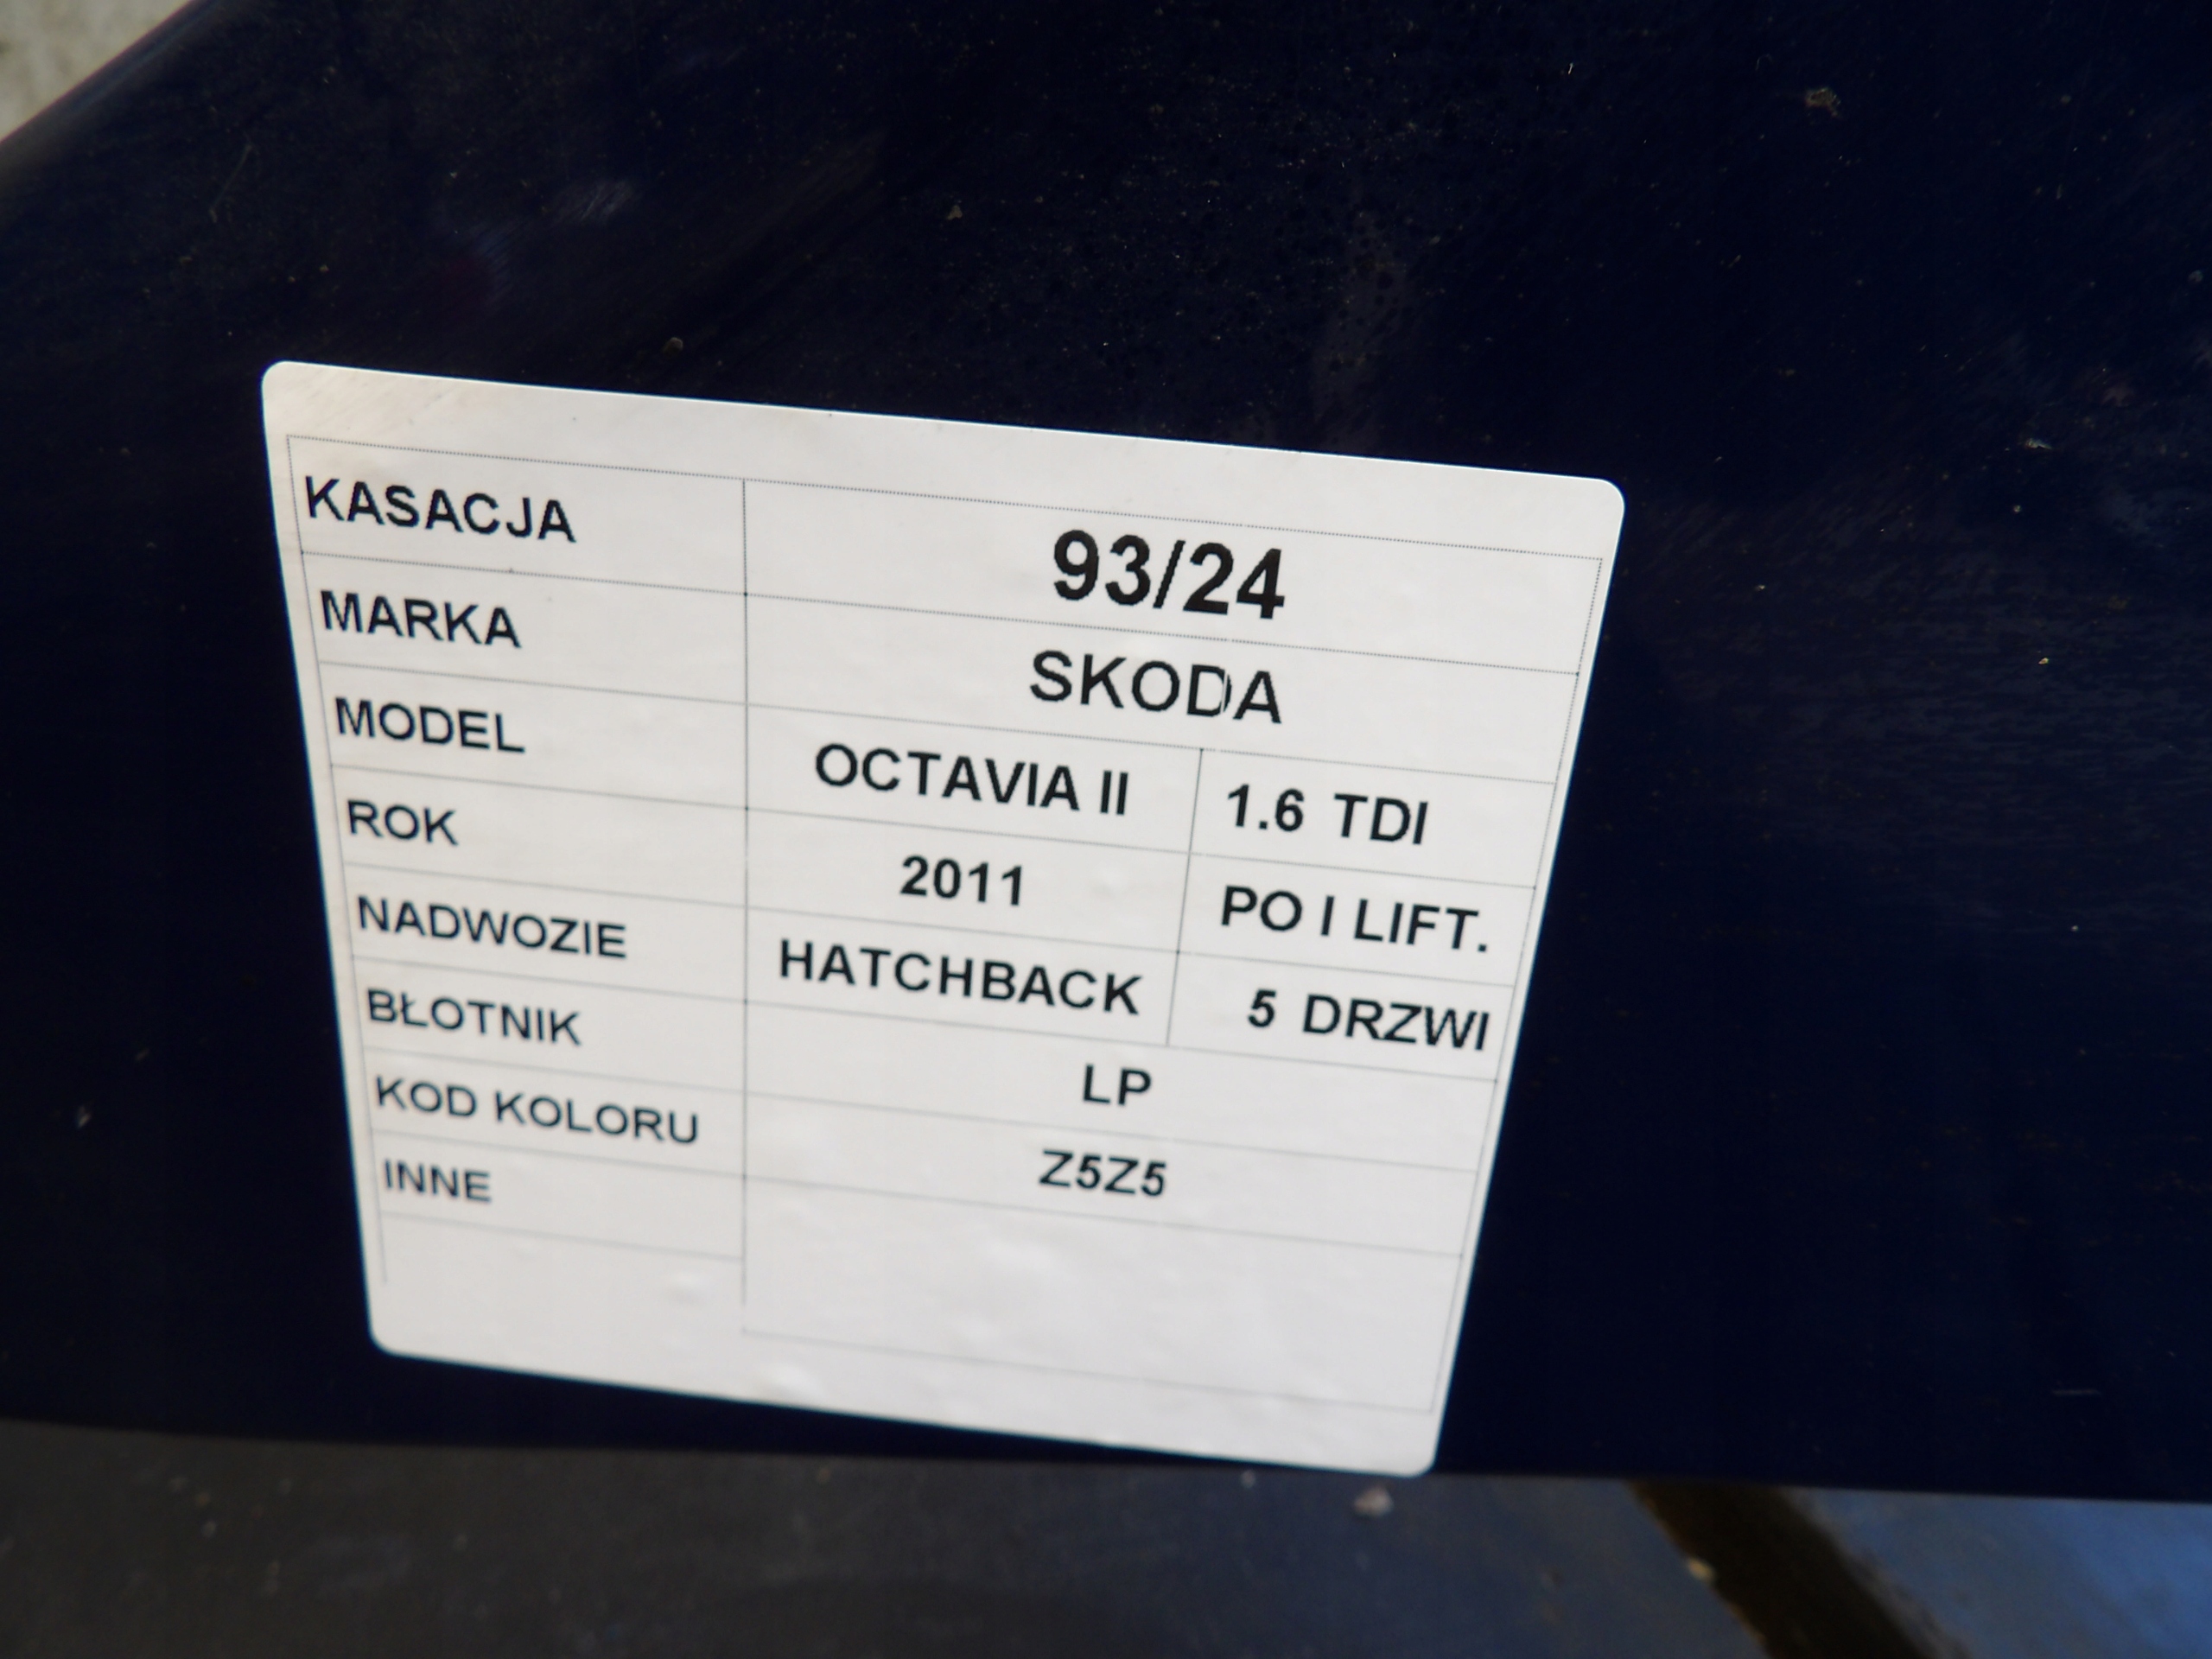 KASACJA 93/24
MARKA SKODA
MODEL OCTAVIA II 1.6 TDI
ROK 2011 PO I LIFT.
NADWOZIE HATCHBACK 5 DRZWI
BŁOTNIK LP
KOD KOLORU Z5Z5
INNE